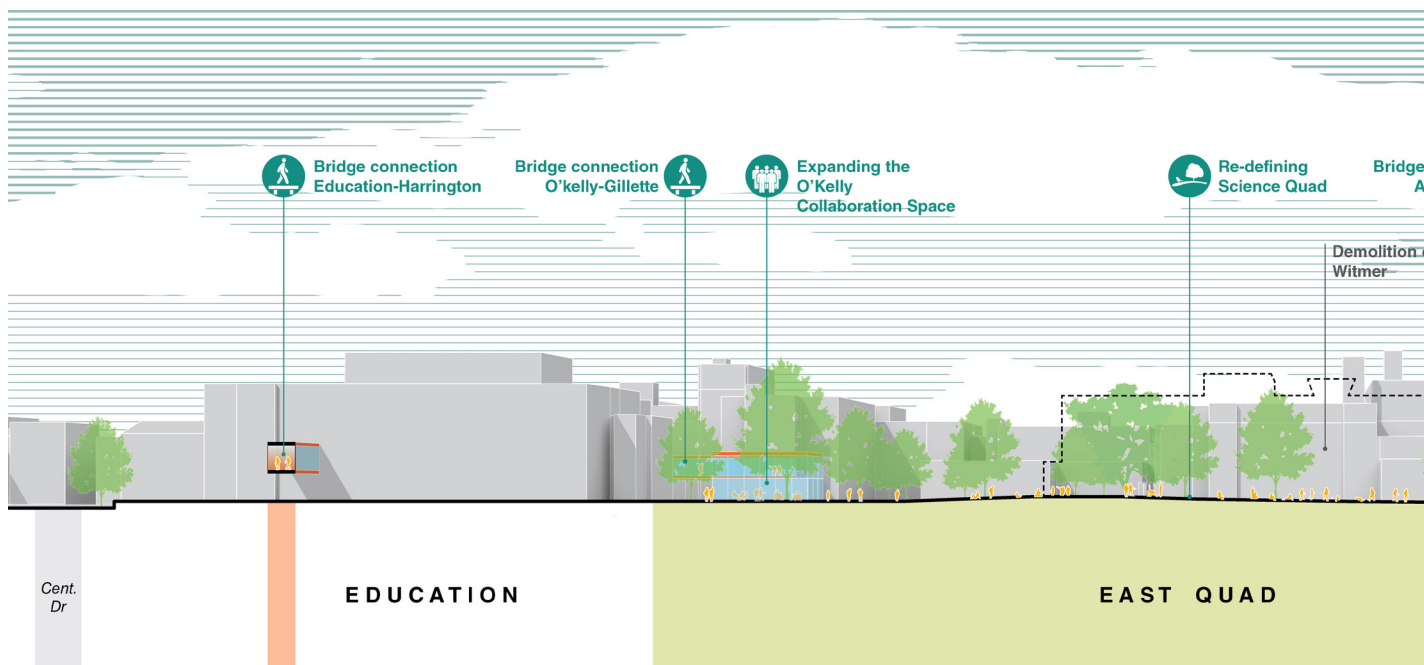 Bridge connection
Education-Harrington
Bridge connection
O'kelly-Gillette
Expanding the
O'Kelly
Collaboration Space
Re-defining
Science Quad
Bridge
A
Demolition
Witmer
Cent.
Dr
EDUCATION
EAST QUAD